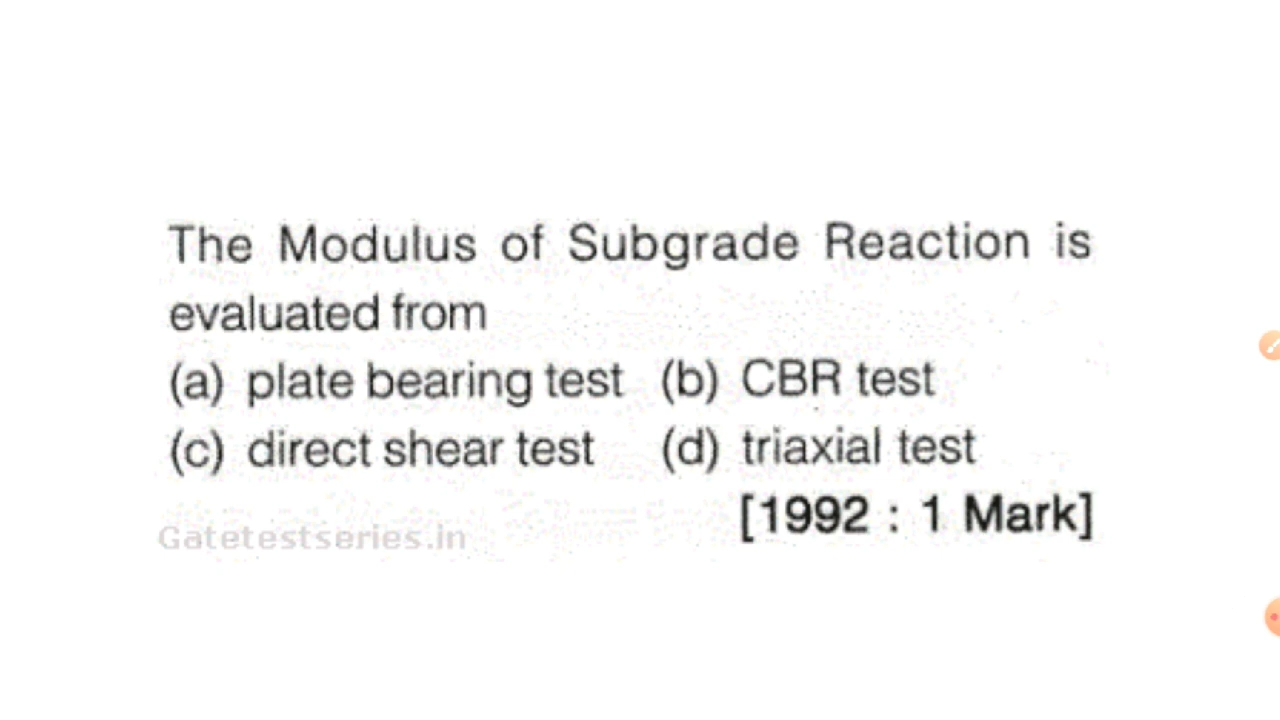 The Modulus of Subgrade Reaction is
evaluated from
(a) plate bearing test (b) CBR test
(c) direct shear test (d) triaxial test
[1992 : 1 Mark]
Gatetestseries.in